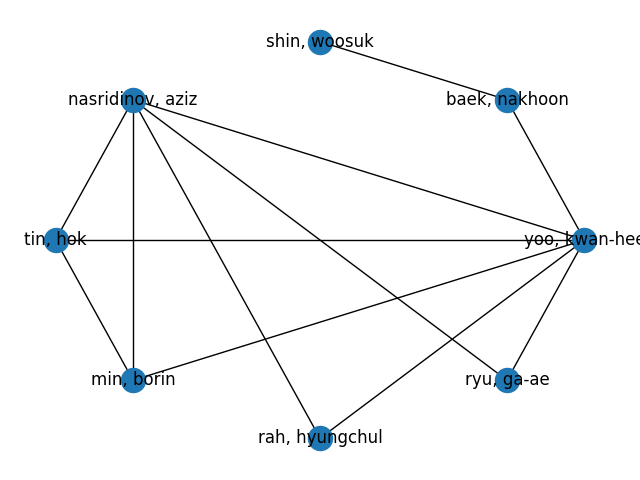 shin, woosuk
nasridinov, aziz
baek, nakhoon
tin, hok
yoo, kwan-hee
min, borin
ryu, ga-ae
rah, hyungchul